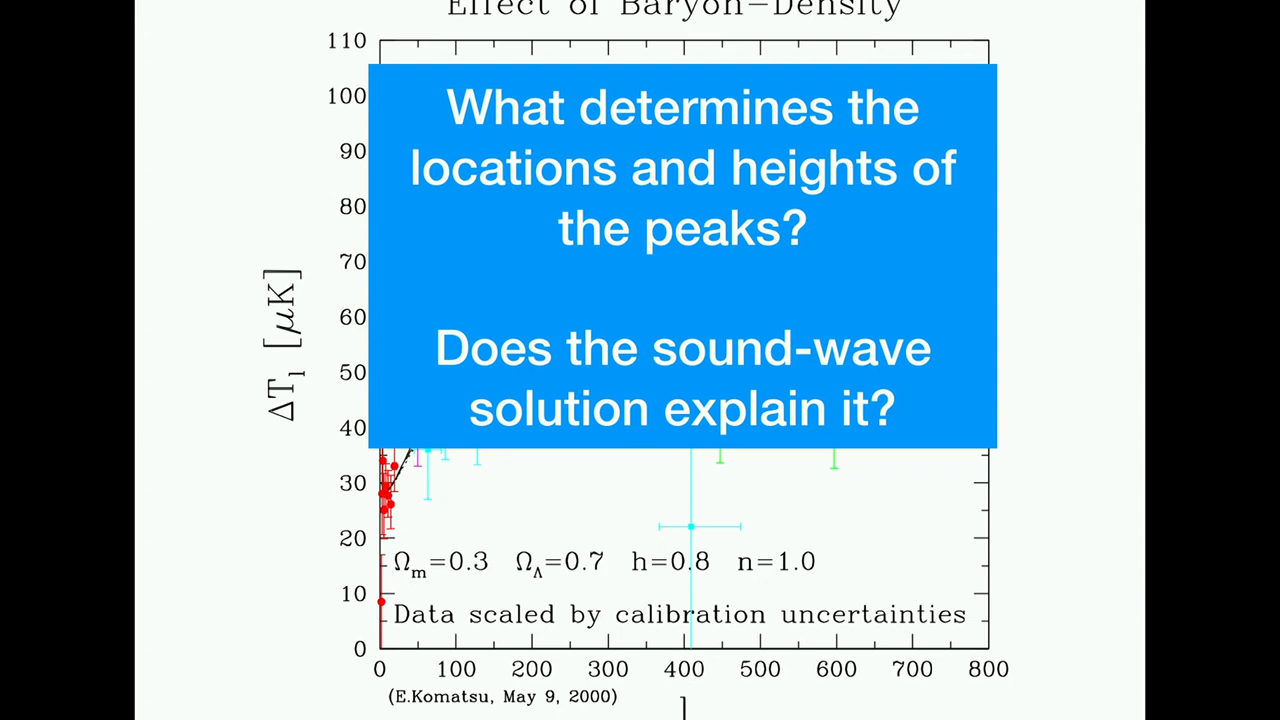 Effect of Baryon-Density
110
100
90
80
70
60
50
40
30
20
10
0
ΔTl [μK]
What determines the
locations and heights of
the peaks?
Does the sound-wave
solution explain it?
Ωm=0.3 ΩΛ=0.7 h=0.8 n=1.0
Data scaled by calibration uncertainties
0 100 200 300 400 500 600 700 800
(E.Komatsu, May 9, 2000)
l